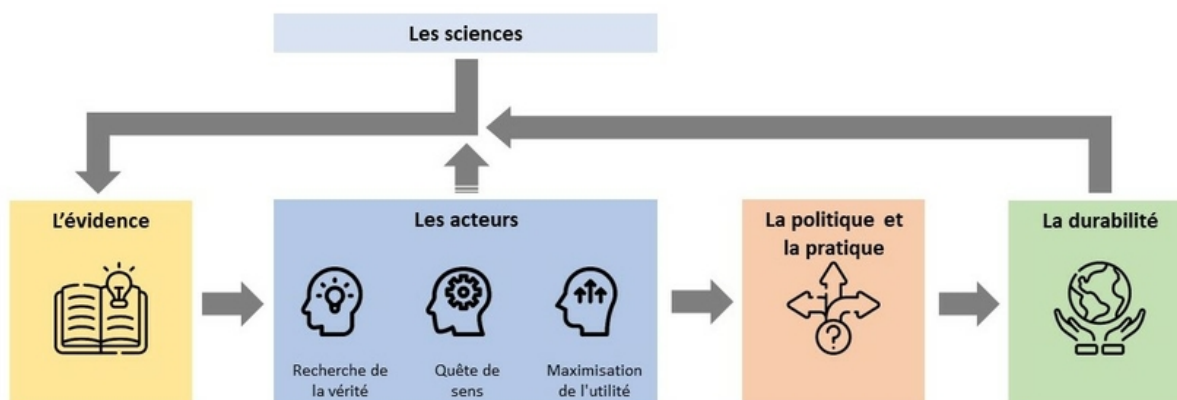 Les sciences
L'évidence
Les acteurs
Recherche de
la vérité
Quête de
sens
Maximisation
de l'utilité
La politique et
la pratique
La durabilité